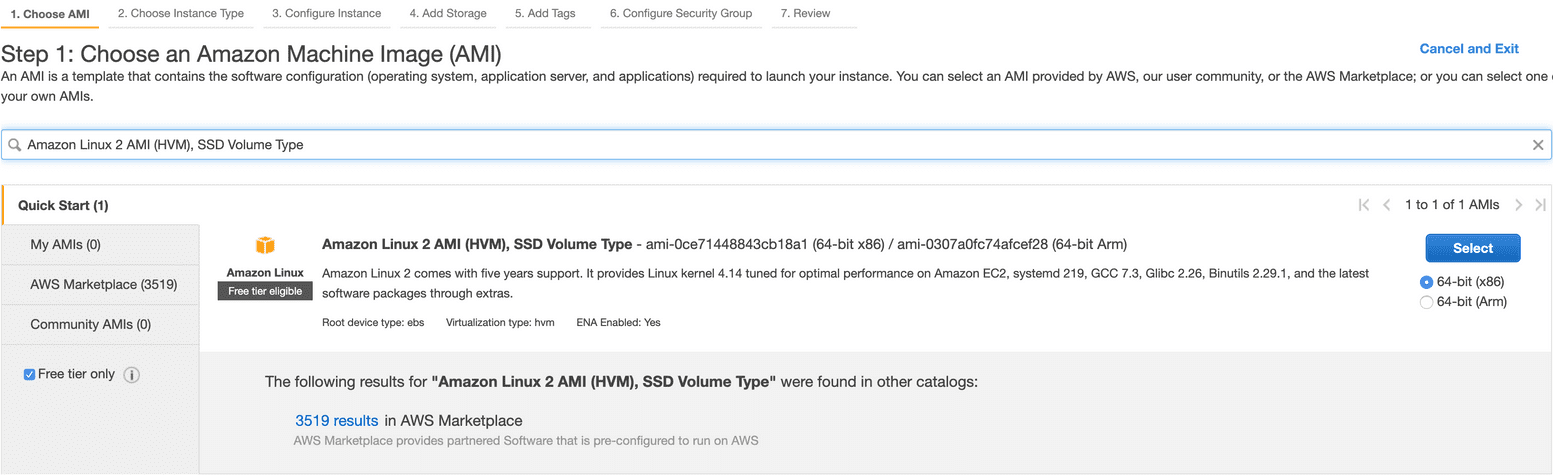 1. Choose AMI 2. Choose Instance Type 3. Configure Instance 4. Add Storage 5. Add Tags 6. Configure Security Group 7. Review
Step 1: Choose an Amazon Machine Image (AMI)
Cancel and Exit
An AMI is a template that contains the software configuration (operating system, application server, and applications) required to launch your instance. You can select an AMI provided by AWS, our user community, or the AWS Marketplace; or you can select one
your own AMIs.
Amazon Linux 2 AMI (HVM), SSD Volume Type
Quick Start (1)
1 to 1 of 1 AMIs
My AMIs (0)
AWS Marketplace (3519)
Community AMIs (0)
Free tier only
Amazon Linux
Free tier eligible
Amazon Linux 2 AMI (HVM), SSD Volume Type - ami-0ce71448843cb18a1 (64-bit x86) / ami-0307a0fc74afcef28 (64-bit Arm)
Amazon Linux 2 comes with five years support. It provides Linux kernel 4.14 tuned for optimal performance on Amazon EC2, systemd 219, GCC 7.3, Glibc 2.26, Binutils 2.29.1, and the latest
software packages through extras.
Root device type: ebs Virtualization type: hvm ENA Enabled: Yes
Select
64-bit (x86)
64-bit (Arm)
The following results for "Amazon Linux 2 AMI (HVM), SSD Volume Type" were found in other catalogs:
3519 results in AWS Marketplace
AWS Marketplace provides partnered Software that is pre-configured to run on AWS